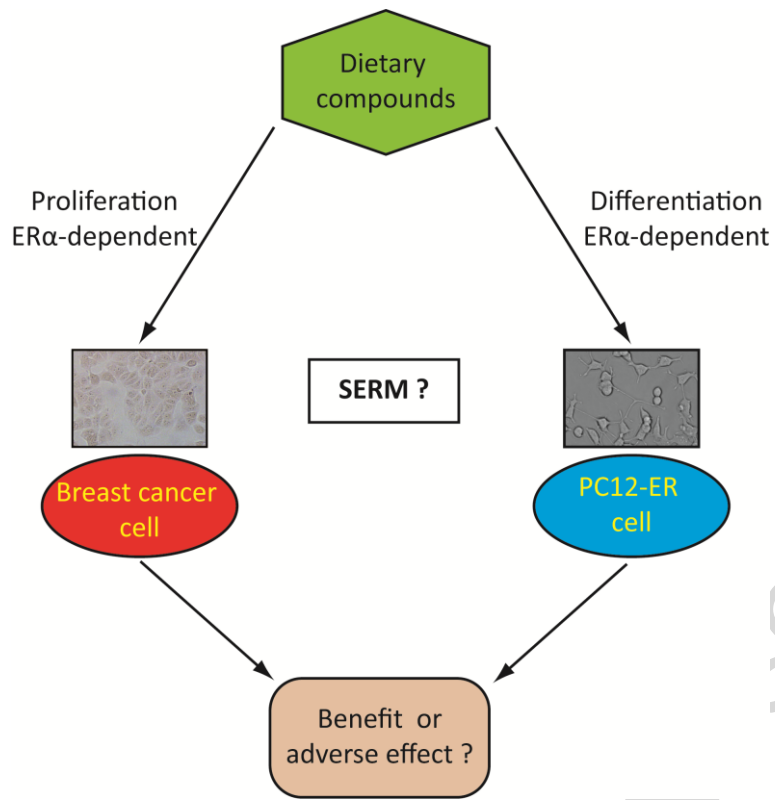 Dietary
compounds
Proliferation
ERα-dependent
Differentiation
ERα-dependent
SERM ?
Breast cancer
cell
PC12-ER
cell
Benefit or
adverse effect ?